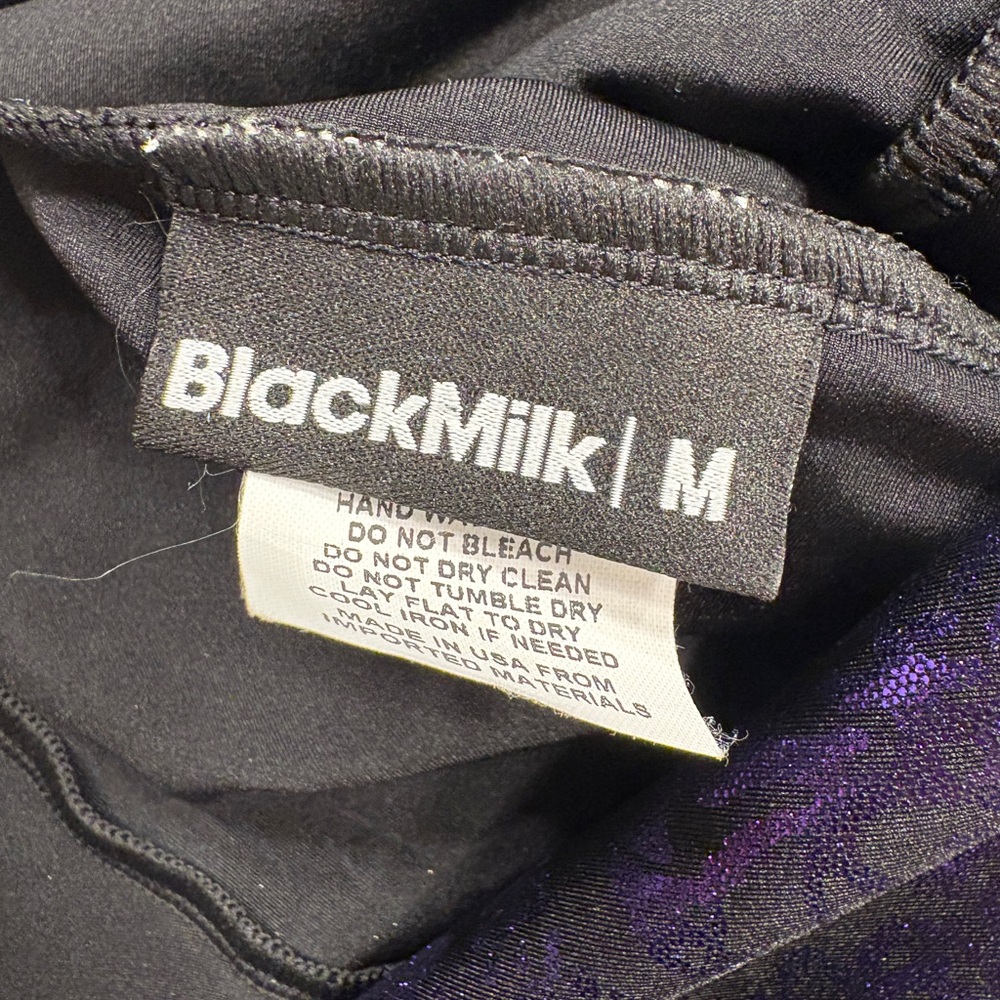 BlackMilk | M
HAND
DO NOT BLEACH
DO NOT DRY CLEAN
DO NOT TUMBLE DRY
LAY FLAT TO DRY
COOL IRON IF NEEDED
MADE IN USA FROM
IMPORTED MATERIALS